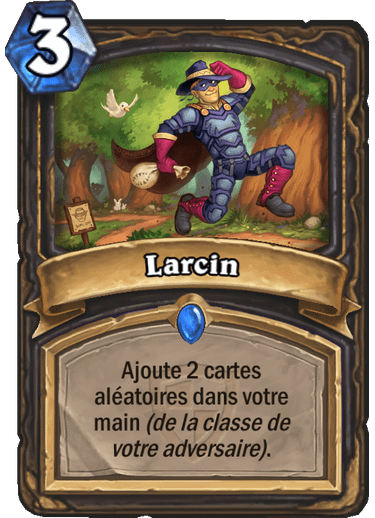 3
Larcin
Ajoute 2 cartes
aléatoires dans votre
main (de la classe de
votre adversaire).